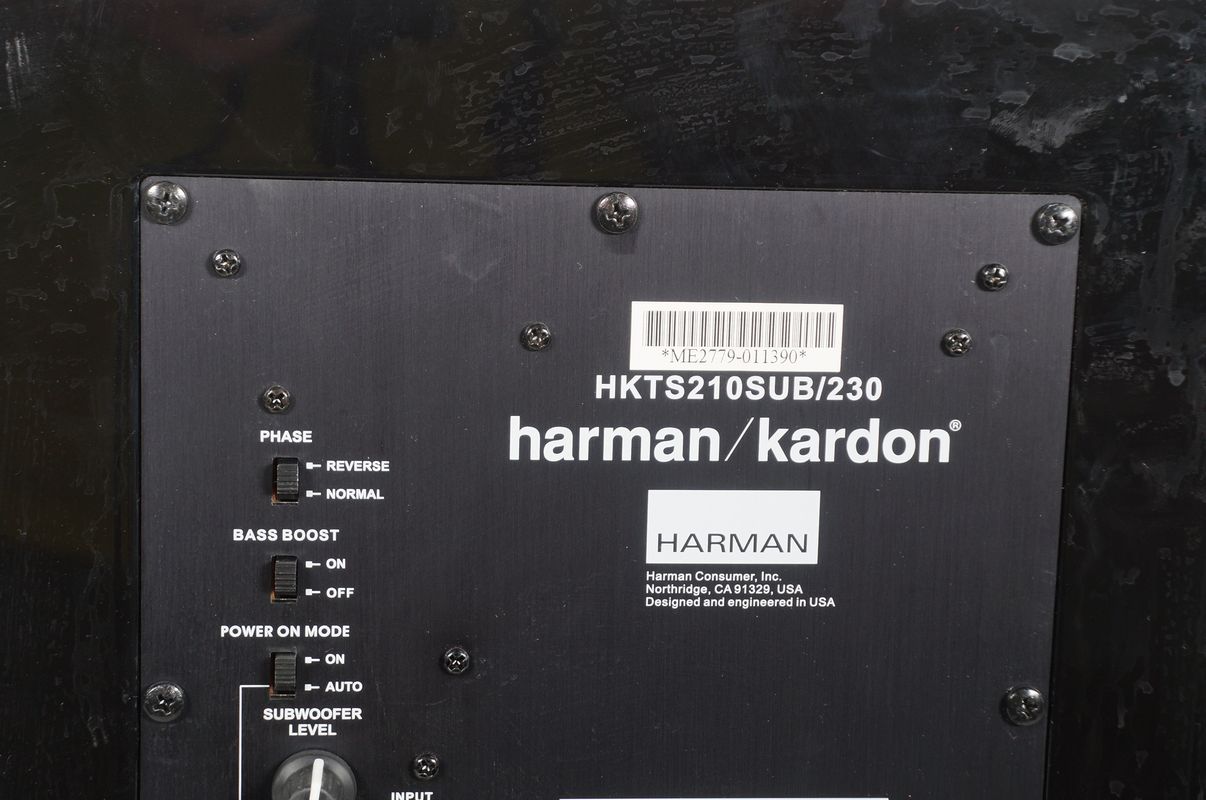 *ME2779-011390*
HKTS210SUB/230
harman/kardon®
HARMAN
Harman Consumer, Inc.
Northridge, CA 91329, USA
Designed and engineered in USA
PHASE
REVERSE
NORMAL
BASS BOOST
ON
OFF
POWER ON MODE
ON
AUTO
SUBWOOFER
LEVEL
INPUT